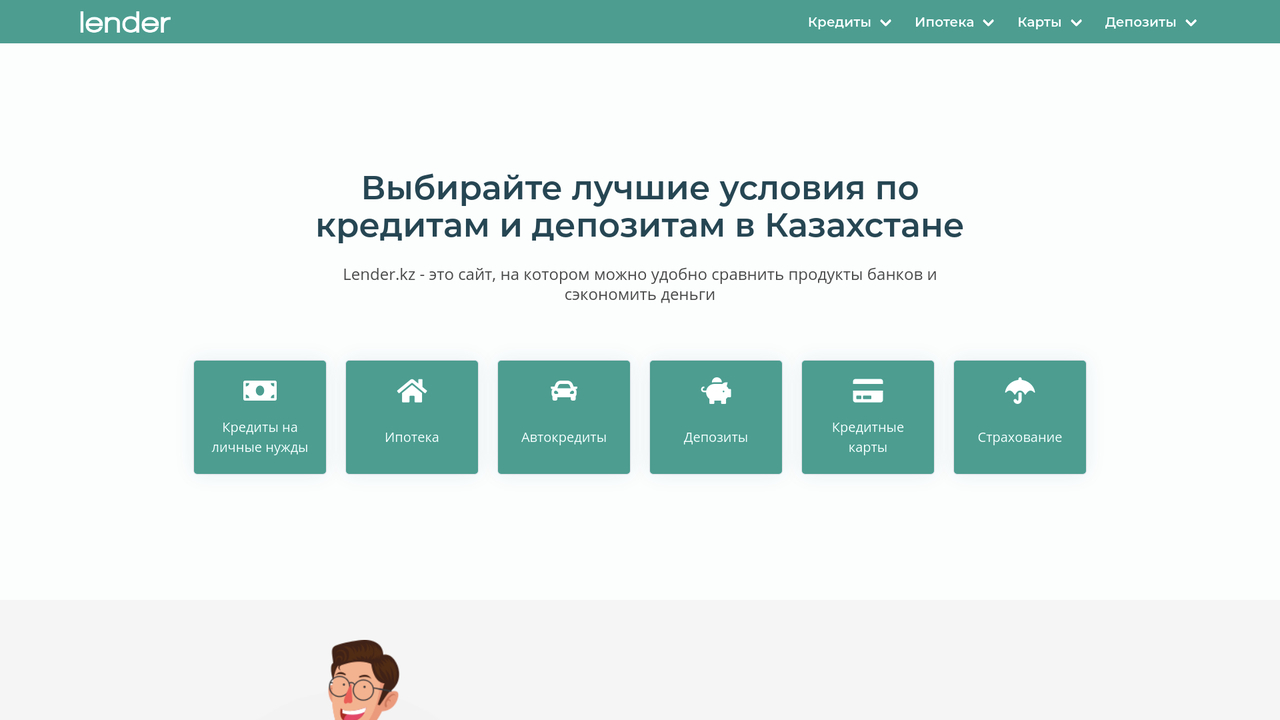 lender
Кредиты
Ипотека
Карты
Депозиты
Выбирайте лучшие условия по
кредитам и депозитам в Казахстане
Lender.kz - это сайт, на котором можно удобно сравнить продукты банков и
сэкономить деньги
Кредиты на
личные нужды
Ипотека
Автокредиты
Депозиты
Кредитные
карты
Страхование